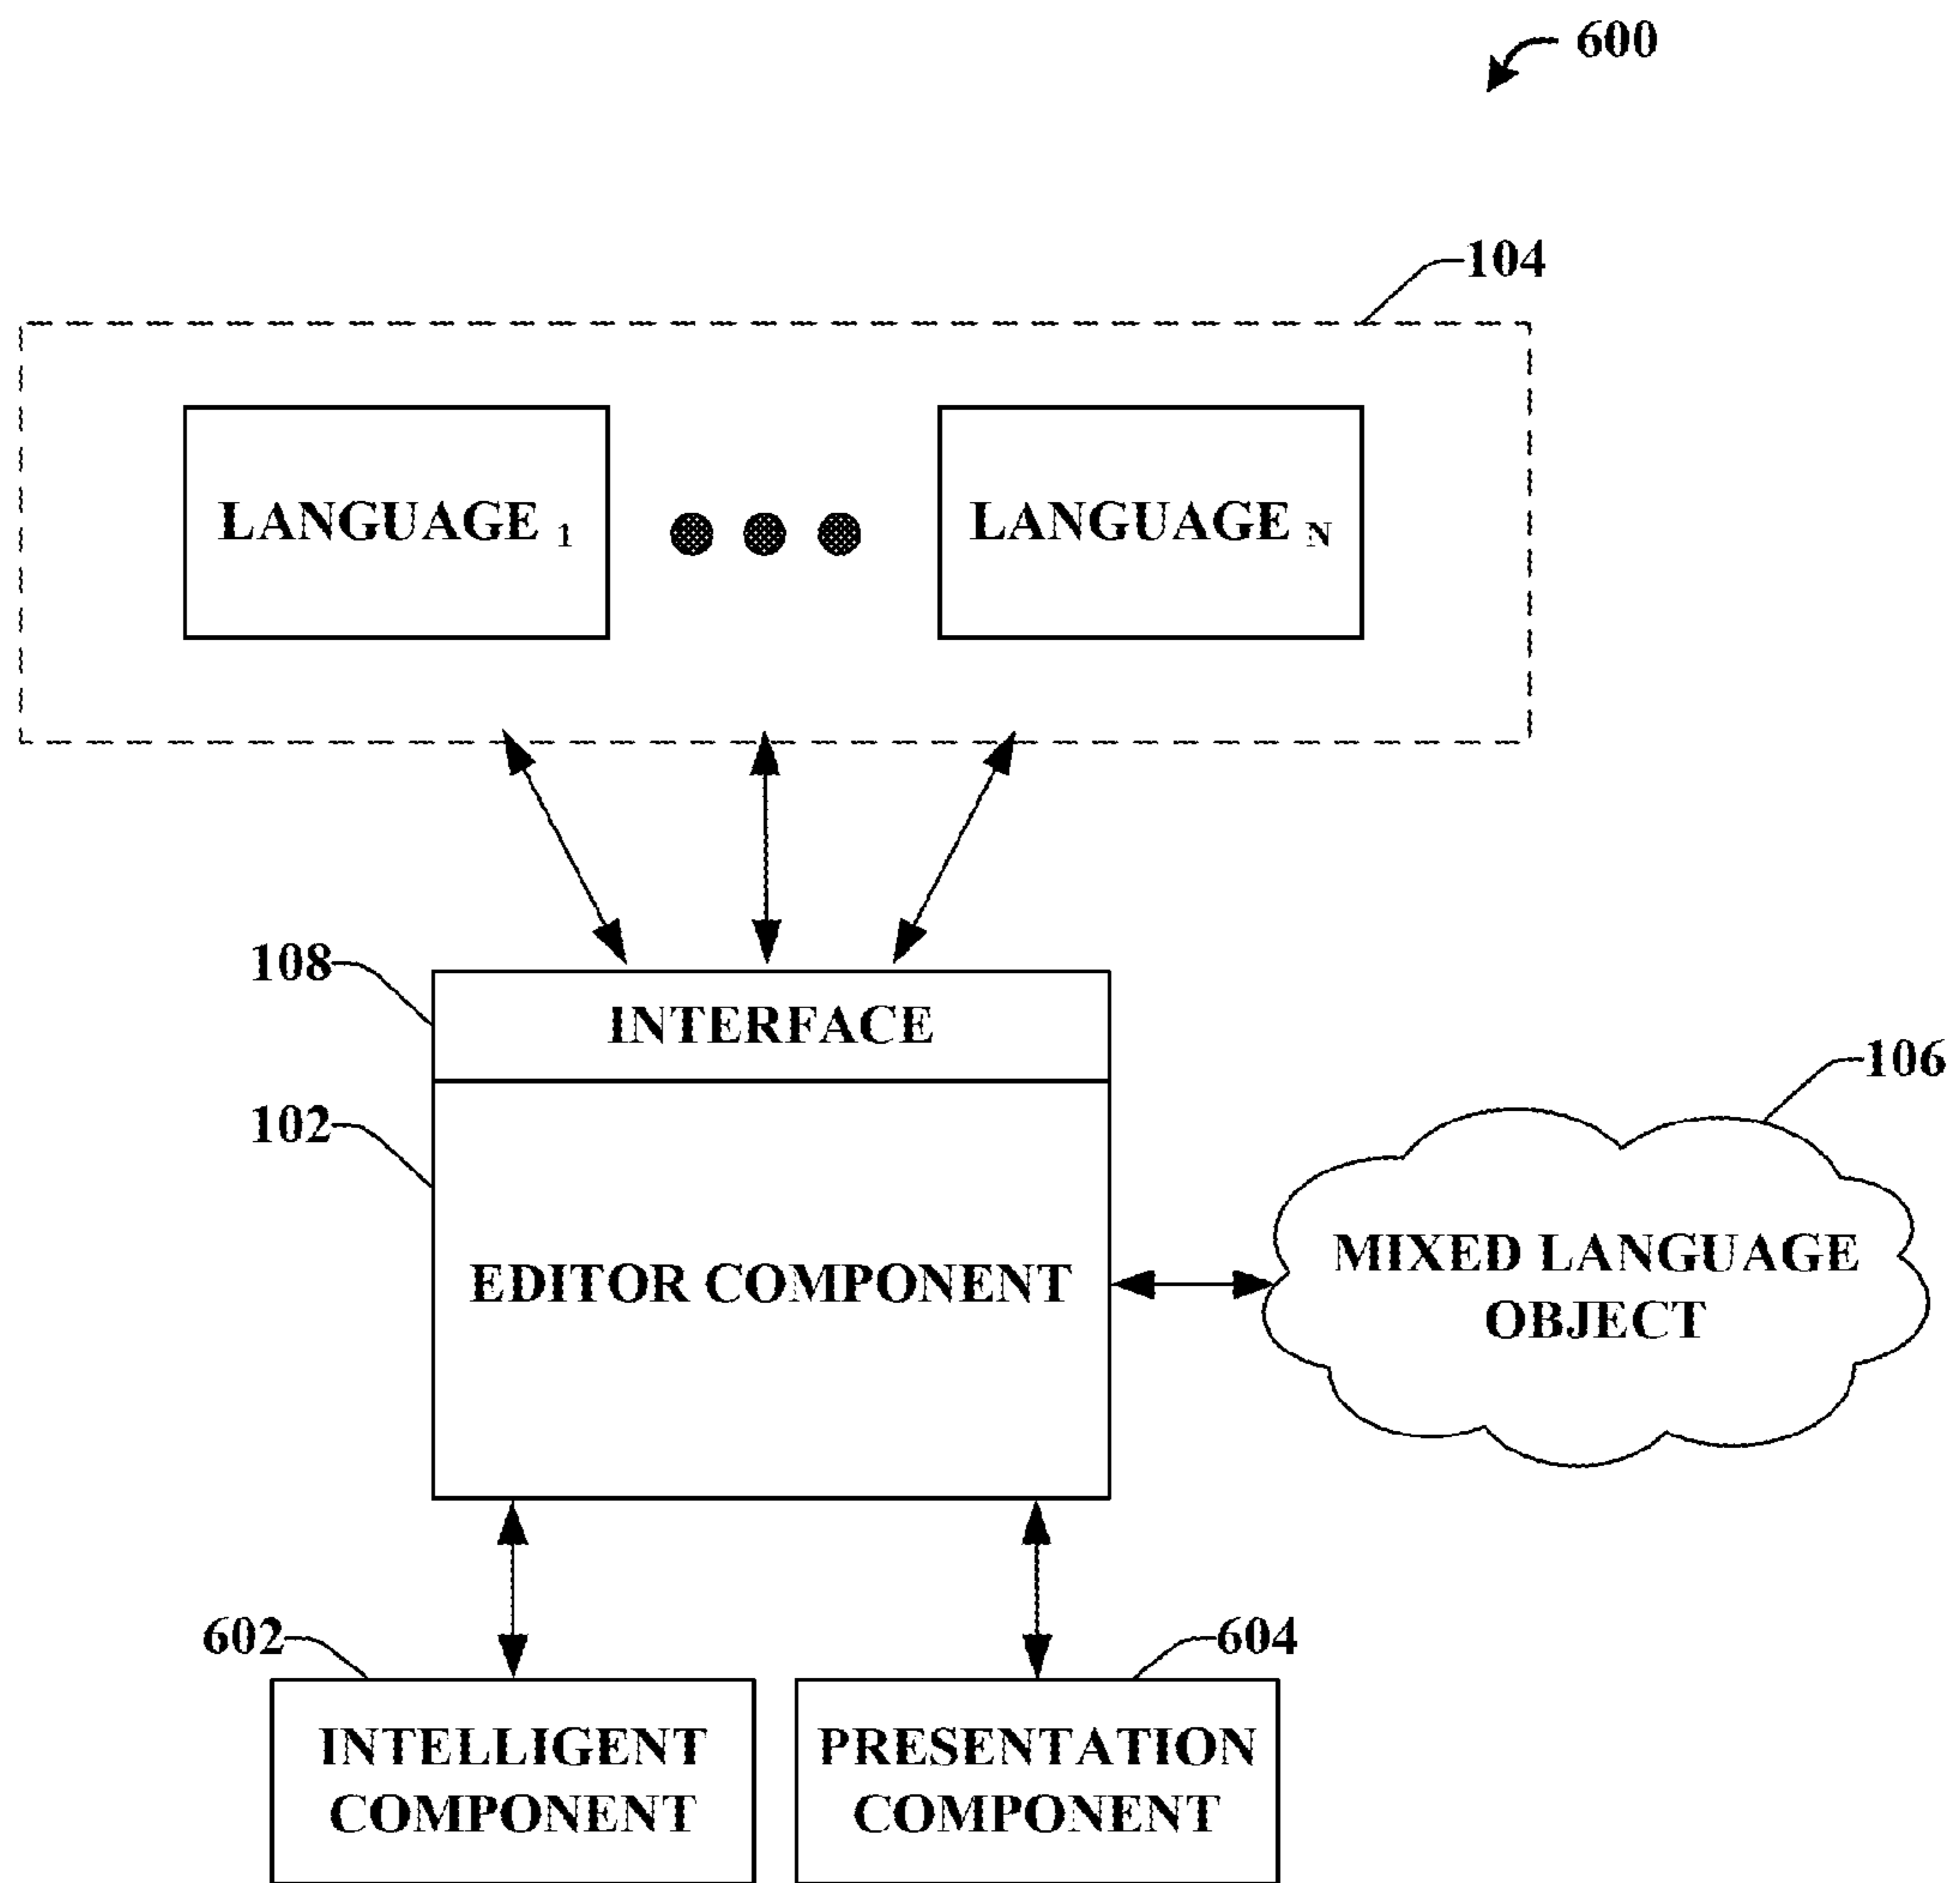 600
104
LANGUAGE 1 LANGUAGE N
108
INTERFACE
106
102
MIXED LANGUAGE
OBJECT
EDITOR COMPONENT
602
604
INTELLIGENT
COMPONENT
PRESENTATION
COMPONENT